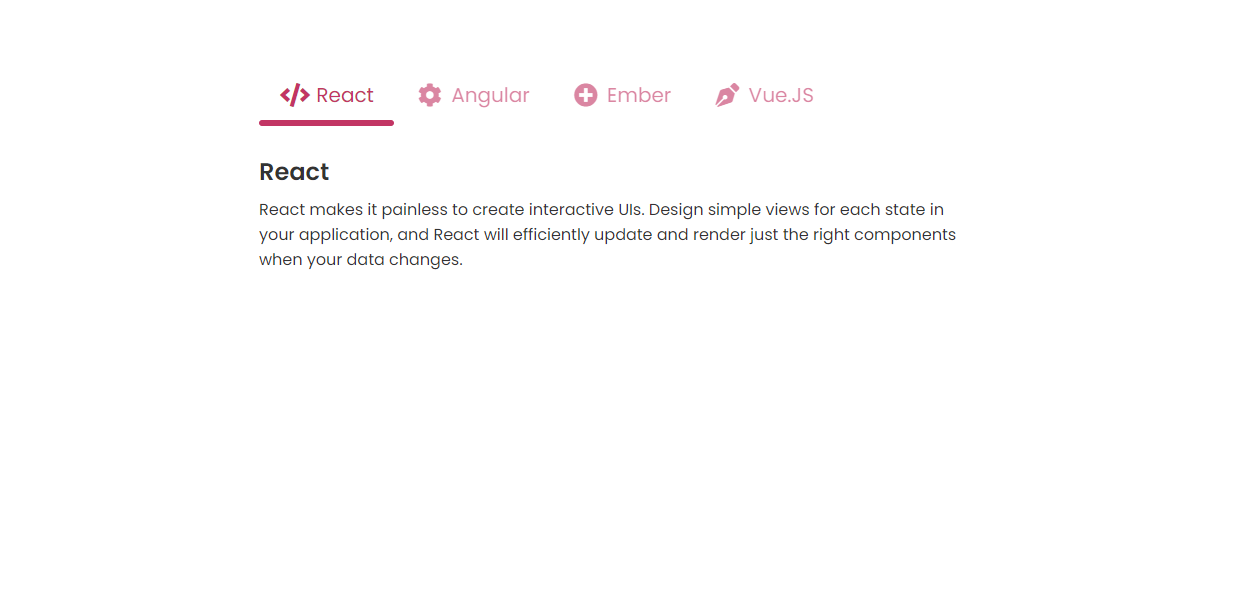 React Angular Ember Vue.JS
React
React makes it painless to create interactive UIs. Design simple views for each state in
your application, and React will efficiently update and render just the right components
when your data changes.